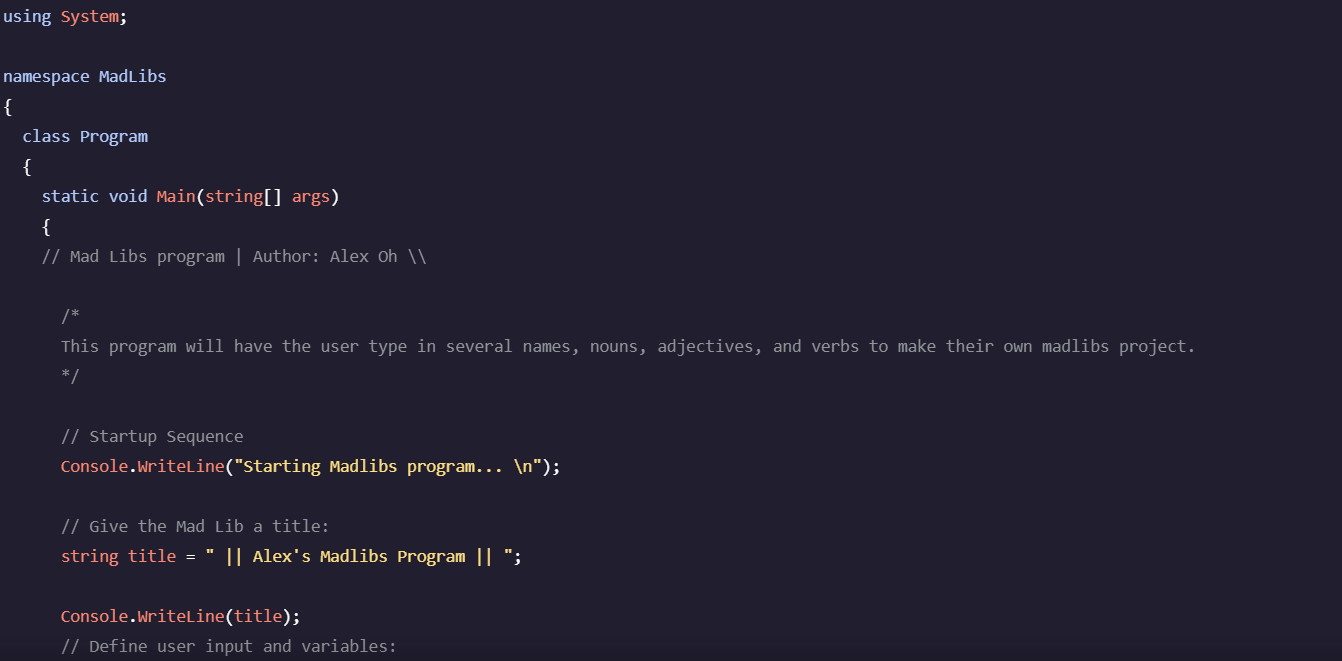 using System;
namespace MadLibs
{
class Program
{
static void Main(string[] args)
{
// Mad Libs program | Author: Alex Oh \\
/*
This program will have the user type in several names, nouns, adjectives, and verbs to make their own madlibs project.
*/
// Startup Sequence
Console.WriteLine("Starting Madlibs program... \n");
// Give the Mad Lib a title:
string title = " || Alex's Madlibs Program || ";
Console.WriteLine(title);
// Define user input and variables: